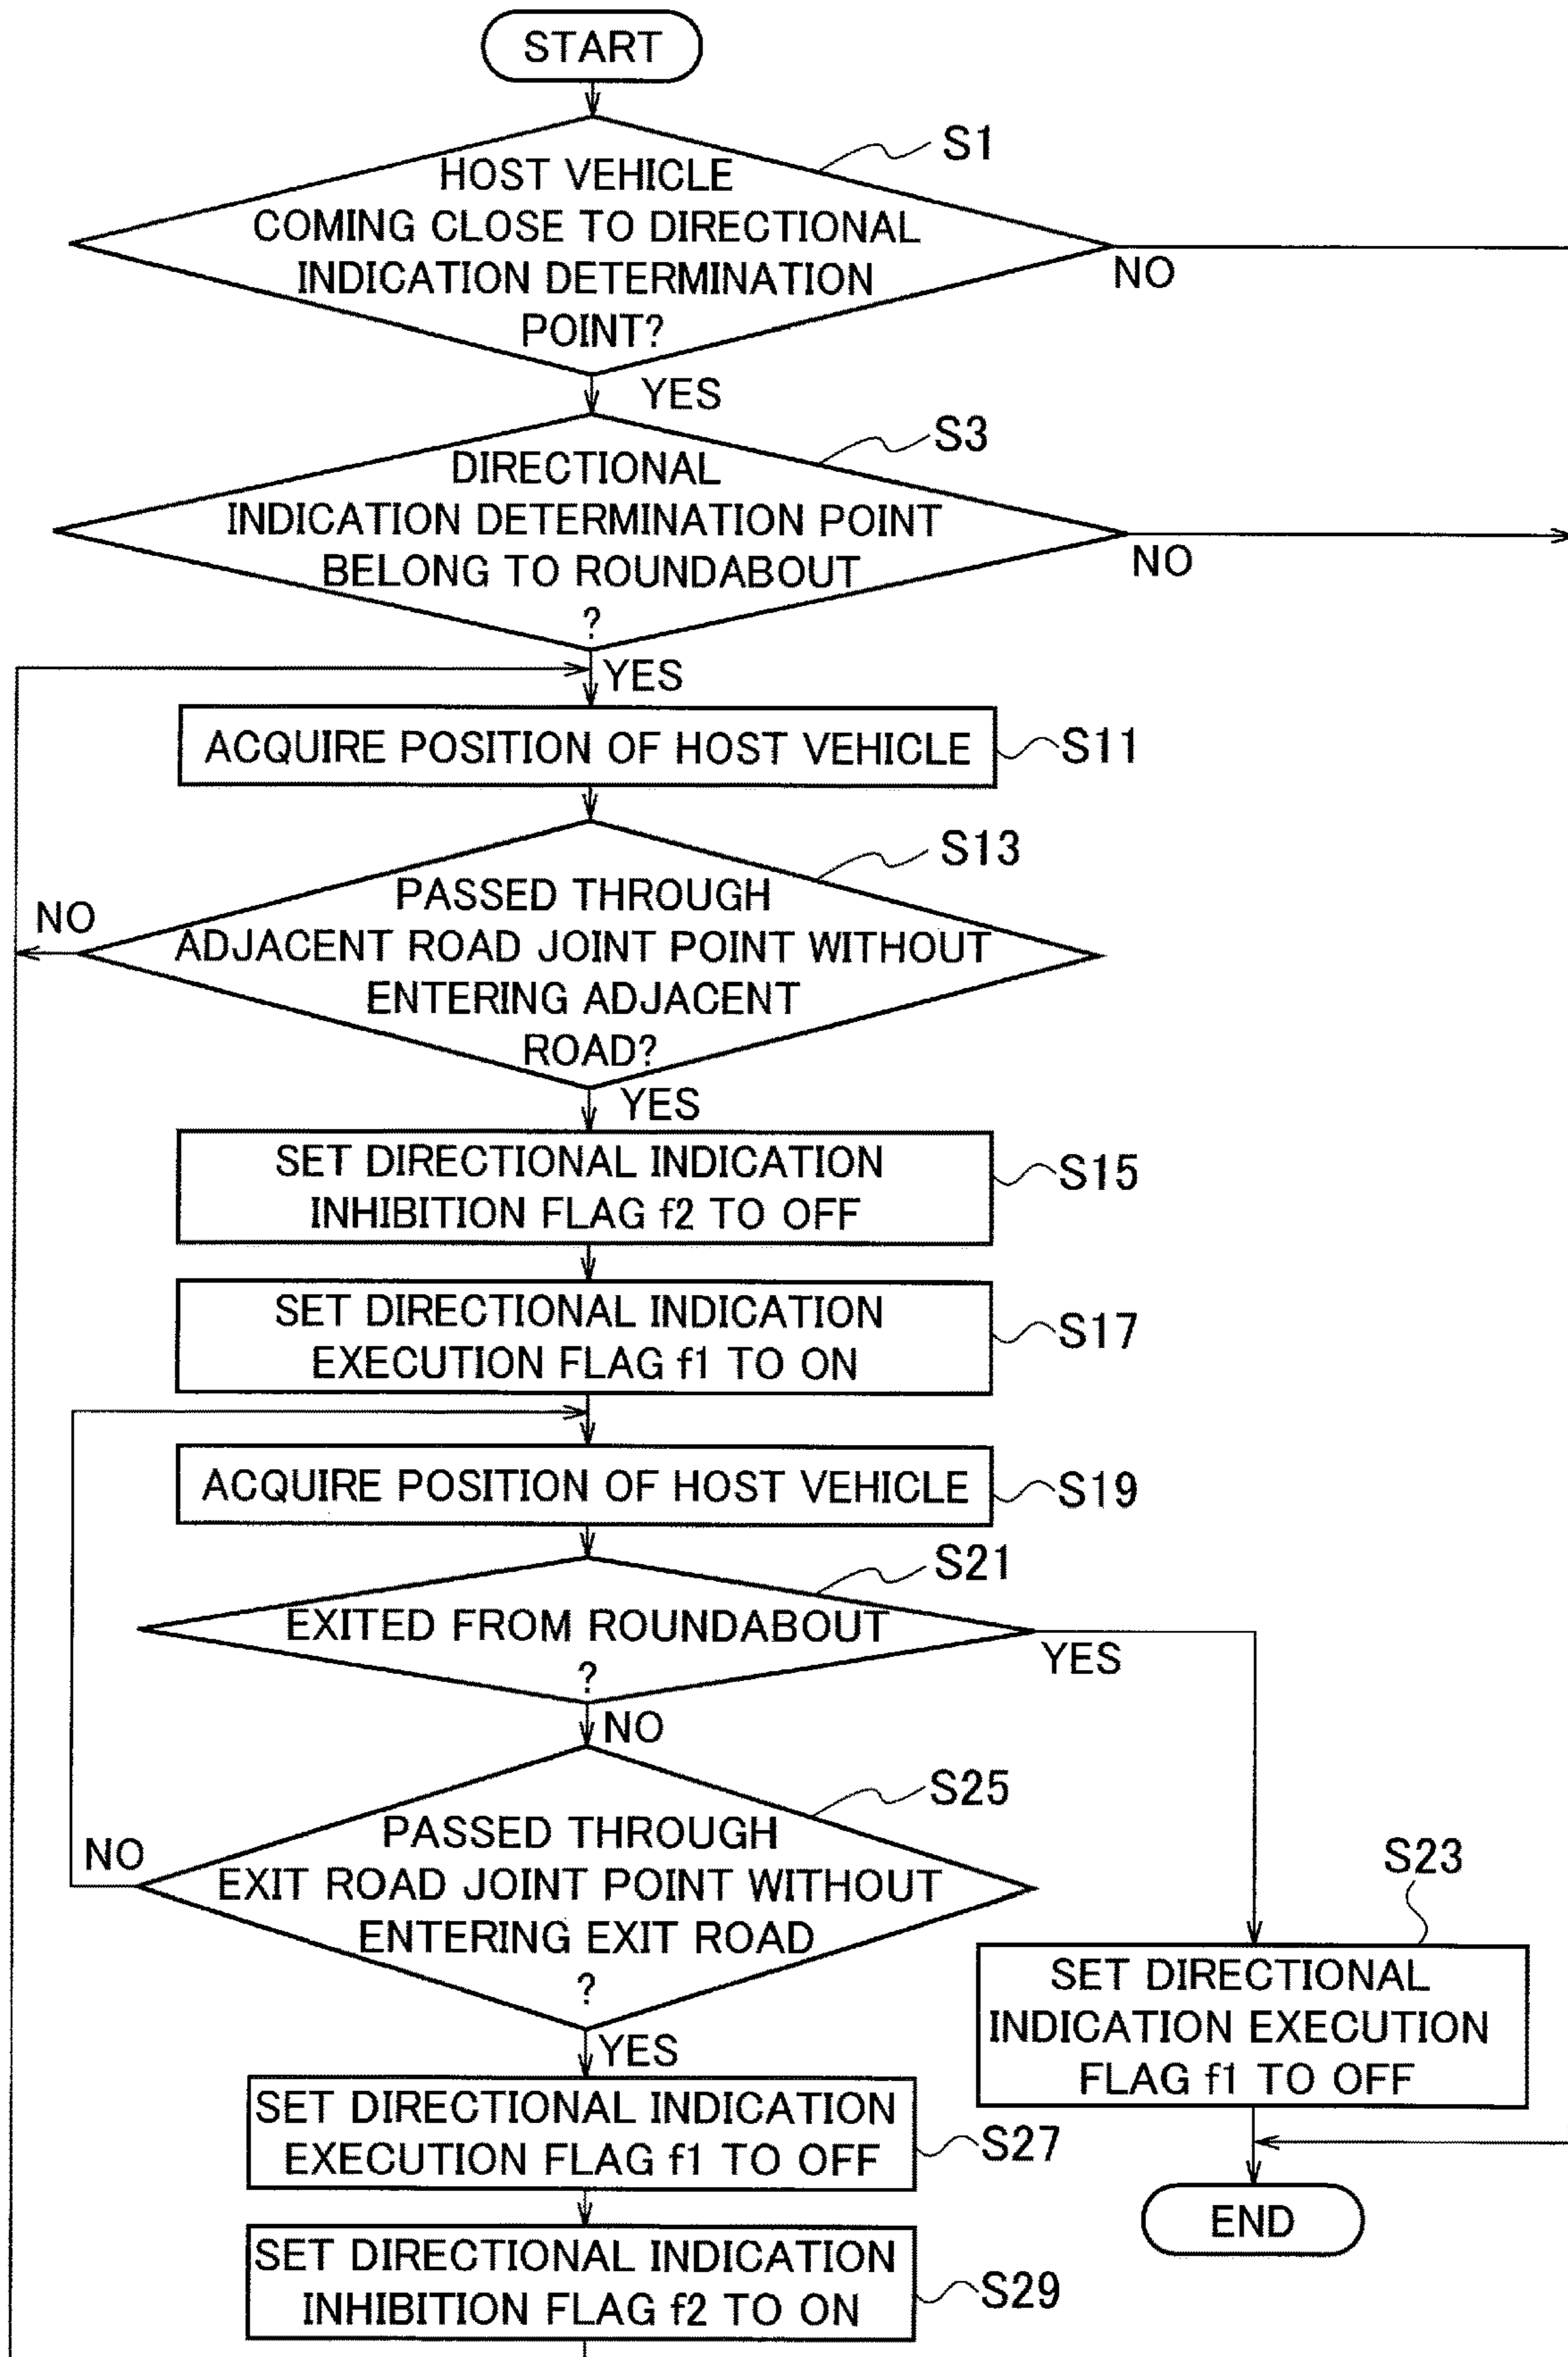 START
S1
HOST VEHICLE
COMING CLOSE TO DIRECTIONAL
INDICATION DETERMINATION
POINT?
NO
YES
S3
DIRECTIONAL
INDICATION DETERMINATION POINT
BELONG TO ROUNDABOUT
?
NO
YES
ACQUIRE POSITION OF HOST VEHICLE
S11
S13
PASSED THROUGH
ADJACENT ROAD JOINT POINT WITHOUT
ENTERING ADJACENT
ROAD?
NO
YES
SET DIRECTIONAL INDICATION
INHIBITION FLAG f2 TO OFF
S15
SET DIRECTIONAL INDICATION
EXECUTION FLAG f1 TO ON
S17
ACQUIRE POSITION OF HOST VEHICLE
S19
S21
EXITED FROM ROUNDABOUT
?
YES
NO
S25
PASSED THROUGH
EXIT ROAD JOINT POINT WITHOUT
ENTERING EXIT ROAD
?
NO
YES
S23
SET DIRECTIONAL
INDICATION EXECUTION
FLAG f1 TO OFF
SET DIRECTIONAL INDICATION
EXECUTION FLAG f1 TO OFF
S27
END
SET DIRECTIONAL INDICATION
INHIBITION FLAG f2 TO ON
S29